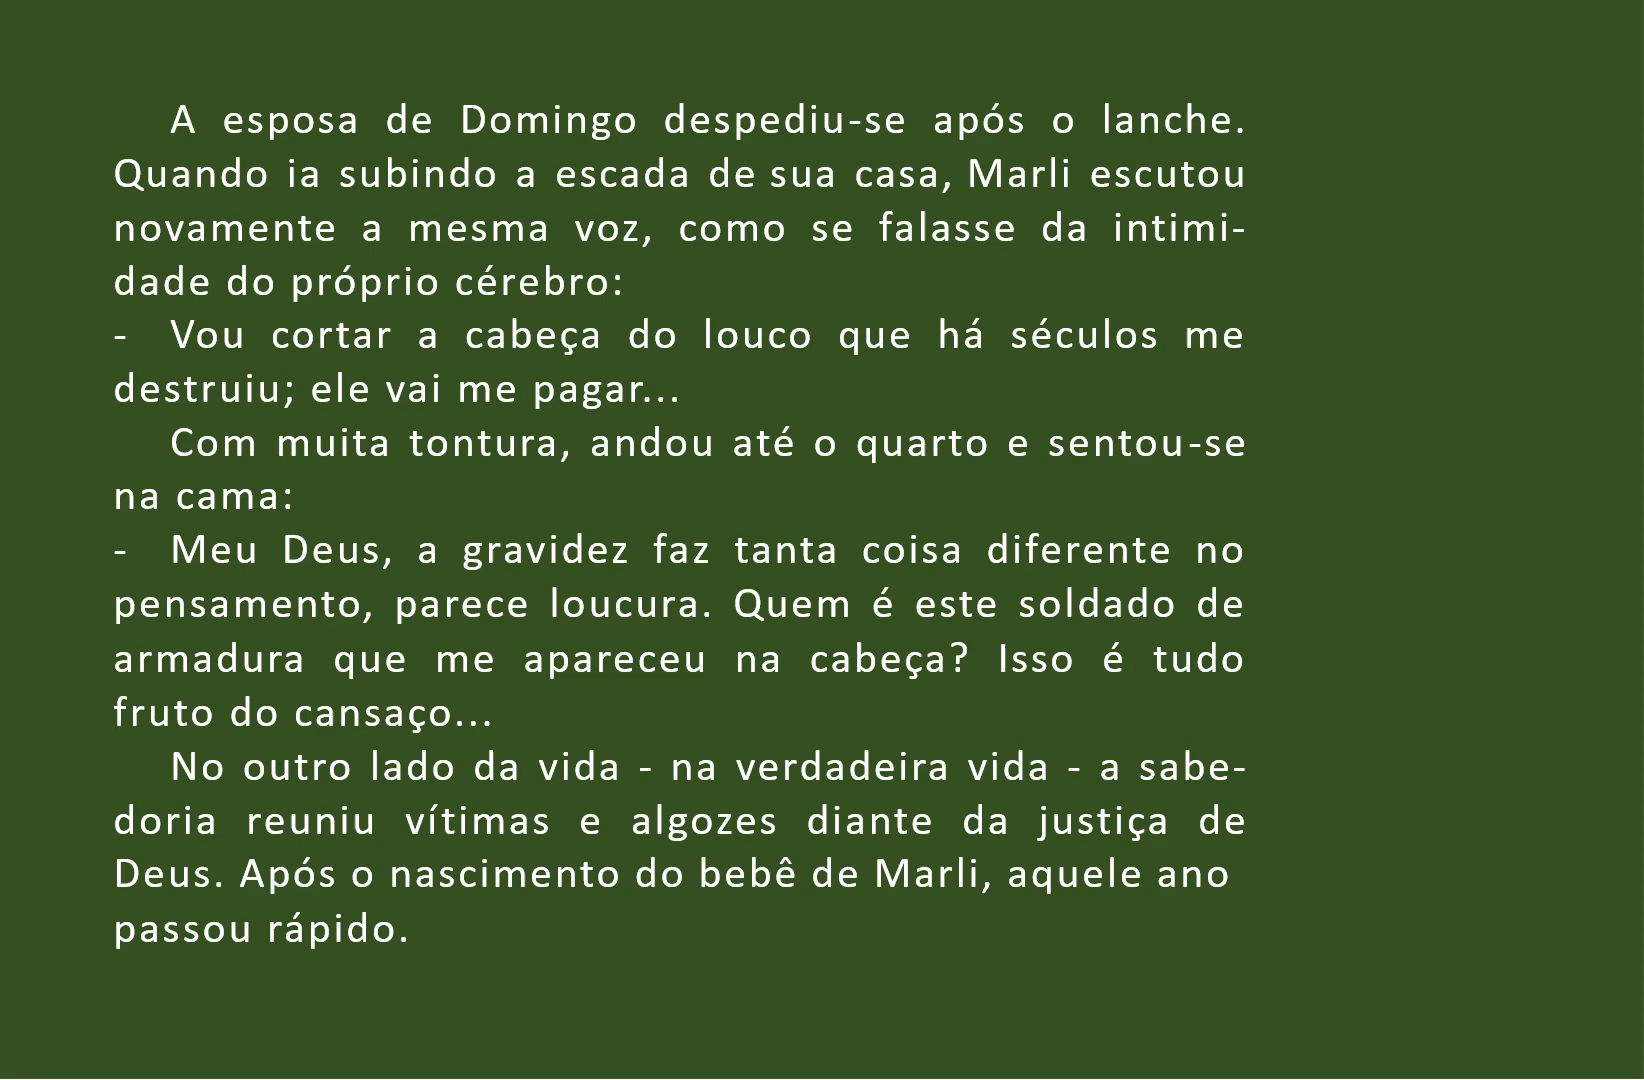 A esposa de Domingo despediu-se após o lanche.
Quando ia subindo a escada de sua casa, Marli escutou
novamente a mesma voz, como se falasse da intimi-
dade do próprio cérebro:
- Vou cortar a cabeça do louco que há séculos me
destruiu; ele vai me pagar...
Com muita tontura, andou até o quarto e sentou-se
na cama:
- Meu Deus, a gravidez faz tanta coisa diferente no
pensamento, parece loucura. Quem é este soldado de
armadura que me apareceu na cabeça? Isso é tudo
fruto do cansaço...
No outro lado da vida - na verdadeira vida - a sabe-
doria reuniu vítimas e algozes diante da justiça de
Deus. Após o nascimento do bebê de Marli, aquele ano
passou rápido.